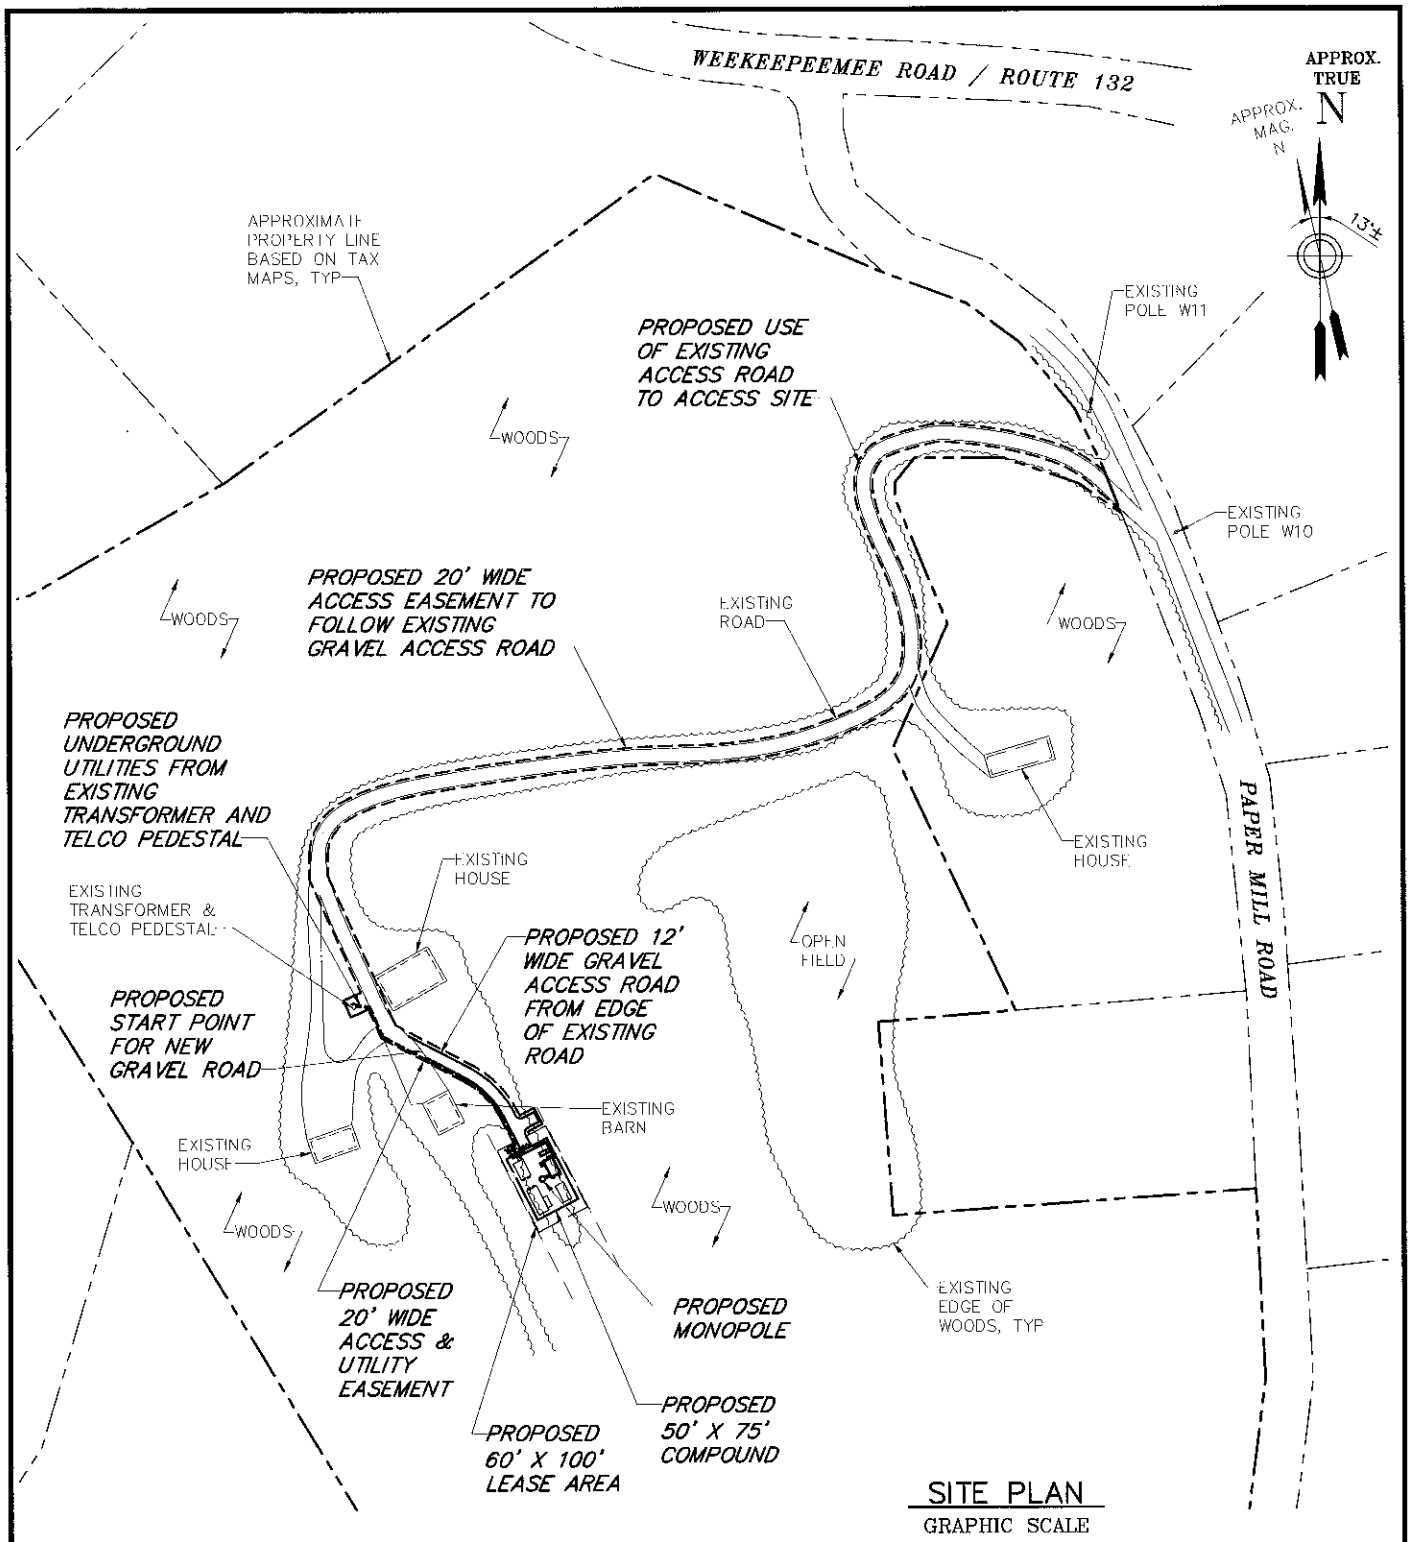 WEEKEEPEEMEE ROAD / ROUTE 132
APPROX.
TRUE
N
APPROX.
MAG.
N
13°±
APPROXIMATE
PROPERTY LINE
BASED ON TAX
MAPS, TYP
EXISTING
POLE W11
PROPOSED USE
OF EXISTING
ACCESS ROAD
TO ACCESS SITE
WOODS
EXISTING
POLE W10
PROPOSED 20' WIDE
ACCESS EASEMENT TO
FOLLOW EXISTING
GRAVEL ACCESS ROAD
WOODS
EXISTING
ROAD
WOODS
PROPOSED
UNDERGROUND
UTILITIES FROM
EXISTING
TRANSFORMER AND
TELCO PEDESTAL
EXISTING
HOUSE
EXISTING
HOUSE
PAPER MILL ROAD
EXISTING
TRANSFORMER &
TELCO PEDESTAL
PROPOSED 12'
WIDE GRAVEL
ACCESS ROAD
FROM EDGE
OF EXISTING
ROAD
OPEN
FIELD
PROPOSED
START POINT
FOR NEW
GRAVEL ROAD
EXISTING
BARN
EXISTING
HOUSE
WOODS
WOODS
PROPOSED
20' WIDE
ACCESS &
UTILITY
EASEMENT
PROPOSED
MONOPOLE
EXISTING
EDGE OF
WOODS, TYP
PROPOSED
60' X 100'
LEASE AREA
PROPOSED
50' X 75'
COMPOUND
SITE PLAN
GRAPHIC SCALE